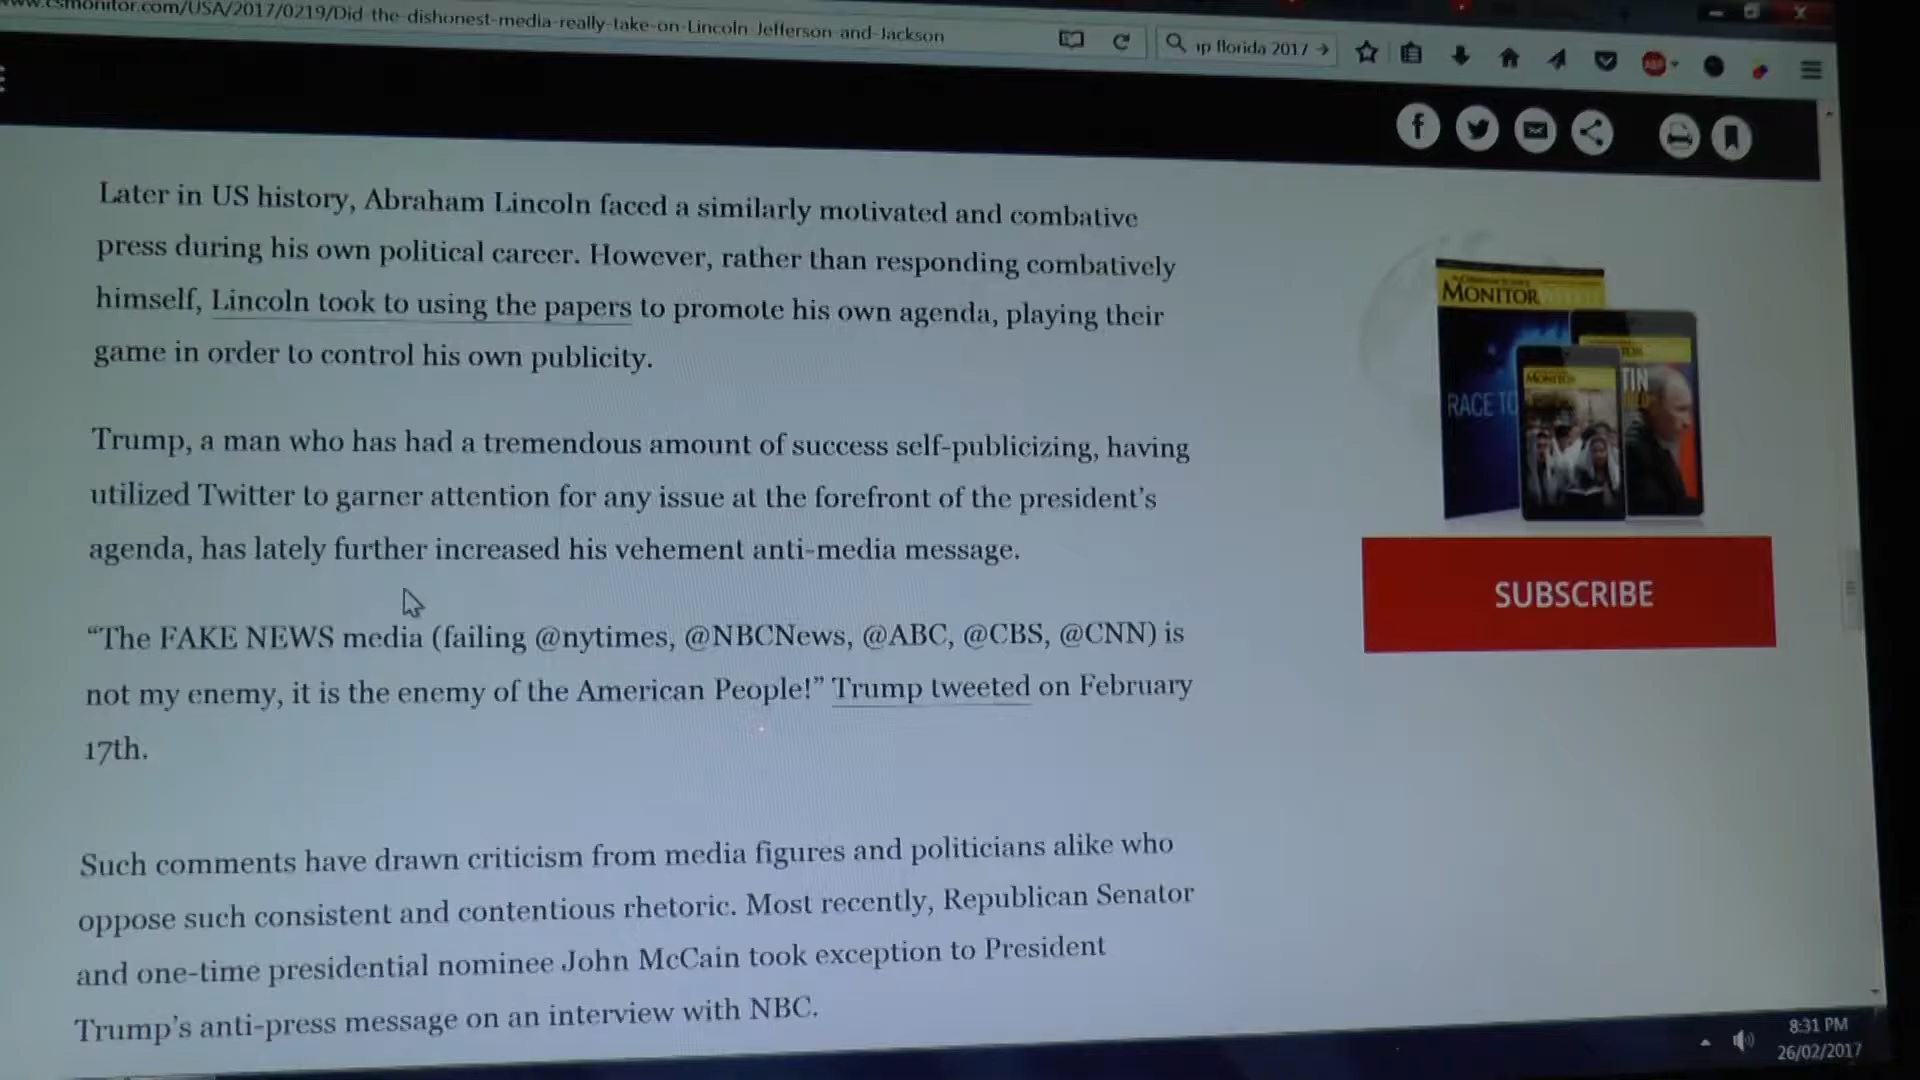 csmonitor.com/USA/2017/0219/Did-the-dishonest-media-really-take-on-Lincoln-Jefferson-and-Jackson
florida 2017
ABP
Later in US history, Abraham Lincoln faced a similarly motivated and combative
press during his own political career. However, rather than responding combatively
himself, Lincoln took to using the papers to promote his own agenda, playing their
game in order to control his own publicity.
Trump, a man who has had a tremendous amount of success self-publicizing, having
utilized Twitter to garner attention for any issue at the forefront of the president’s
agenda, has lately further increased his vehement anti-media message.
“The FAKE NEWS media (failing @nytimes, @NBCNews, @ABC, @CBS, @CNN) is
not my enemy, it is the enemy of the American People!” Trump tweeted on February
17th.
Such comments have drawn criticism from media figures and politicians alike who
oppose such consistent and contentious rhetoric. Most recently, Republican Senator
and one-time presidential nominee John McCain took exception to President
Trump’s anti-press message on an interview with NBC.
MONITOR
RACE TO
MONITOR
TIN
SUBSCRIBE
8:31 PM
26/02/2017